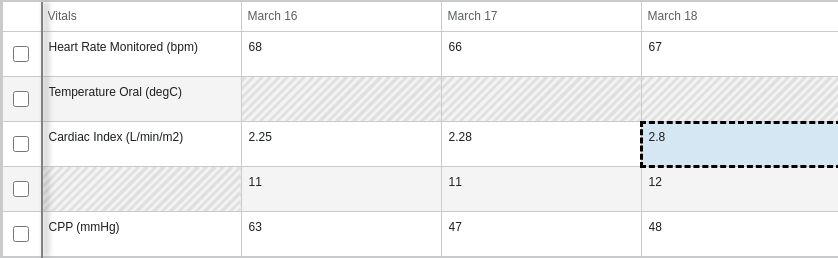 Vitals March 16 March 17 March 18
Heart Rate Monitored (bpm) 68 66 67
Temperature Oral (degC)
Cardiac Index (L/min/m2) 2.25 2.28 2.8
11 11 12
CPP (mmHg) 63 47 48